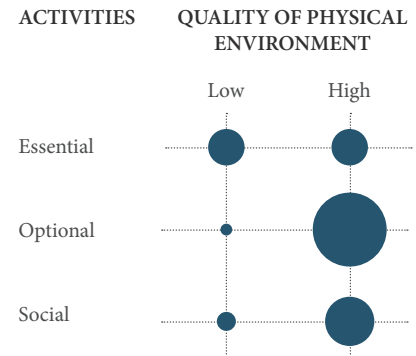 ACTIVITIES
QUALITY OF PHYSICAL
ENVIRONMENT
Low
High
Essential
Optional
Social